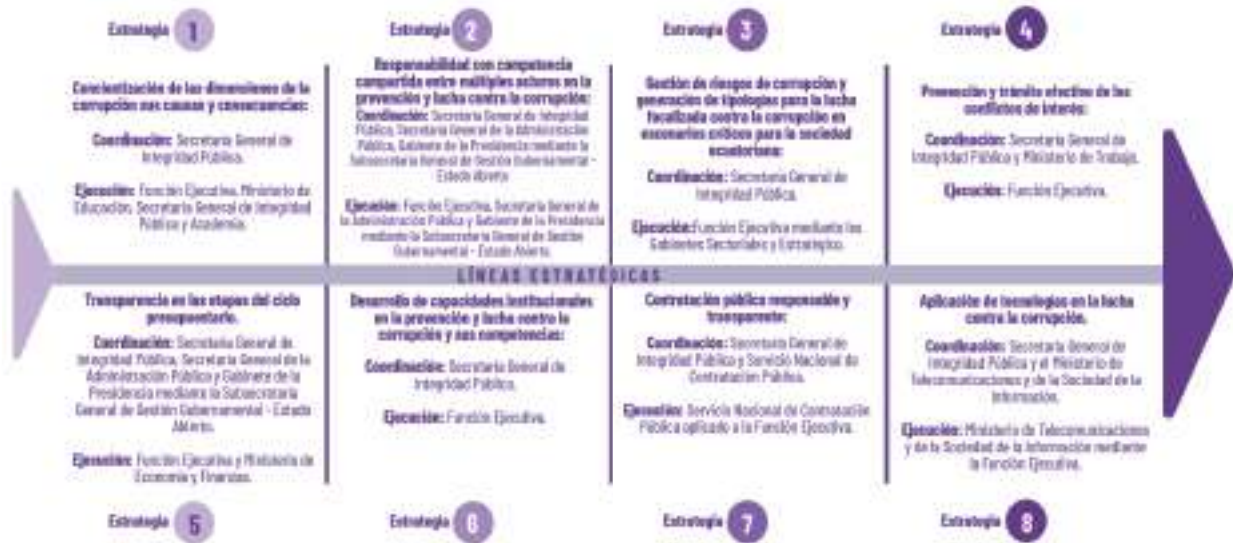 Estrategia 1
Concientización de las dimensiones de la
corrupción sus causas y consecuencias:
Coordinación: Secretaría General de
Integridad Pública.
Ejecución: Función Ejecutiva, Ministerio de
Educación, Secretaría General de Integridad
Pública y Academia.
Estrategia 2
Responsabilidad con competencia
compartida entre múltiples actores en la
prevención y lucha contra la corrupción:
Coordinación: Secretaría General de Integridad
Pública, Secretaría General de la Administración
Pública, Gabinete de la Presidencia mediante la
Subsecretaría General de Gestión Gubernamental -
Estado Abierto
Ejecución: Función Ejecutiva, Secretaría General de
la Administración Pública y Gabinete de la Presidencia
mediante la Subsecretaría General de Gestión
Gubernamental - Estado Abierto.
Estrategia 3
Gestión de riesgos de corrupción y
generación de tipologías para la lucha
focalizada contra la corrupción en
escenarios críticos para la sociedad
ecuatoriana:
Coordinación: Secretaría General de
Integridad Pública.
Ejecución: Función Ejecutiva mediante los
Gabinetes Sectoriales y Estratégico.
Estrategia 4
Prevención y trámite efectivo de los
conflictos de interés:
Coordinación: Secretaría General de
Integridad Pública y Ministerio de Trabajo.
Ejecución: Función Ejecutiva.
LÍNEAS ESTRATÉGICAS
Transparencia en las etapas del ciclo
presupuestario.
Coordinación: Secretaría General de
Integridad Pública, Secretaría General de la
Administración Pública y Gabinete de la
Presidencia mediante la Subsecretaría
General de Gestión Gubernamental - Estado
Abierto.
Ejecución: Función Ejecutiva y Ministerio de
Economía y Finanzas.
Estrategia 5
Desarrollo de capacidades institucionales
en la prevención y lucha contra la
corrupción y sus competencias:
Coordinación: Secretaría General de
Integridad Pública.
Ejecución: Función Ejecutiva.
Estrategia 6
Contratación pública responsable y
transparente:
Coordinación: Secretaría General de
Integridad Pública y Servicio Nacional de
Contratación Pública.
Ejecución: Servicio Nacional de Contratación
Pública aplicado a la Función Ejecutiva.
Estrategia 7
Aplicación de tecnologías en la lucha
contra la corrupción.
Coordinación: Secretaría General de
Integridad Pública y el Ministerio de
Telecomunicaciones y de la Sociedad de la
Información.
Ejecución: Ministerio de Telecomunicaciones
y de la Sociedad de la Información mediante
la Función Ejecutiva.
Estrategia 8